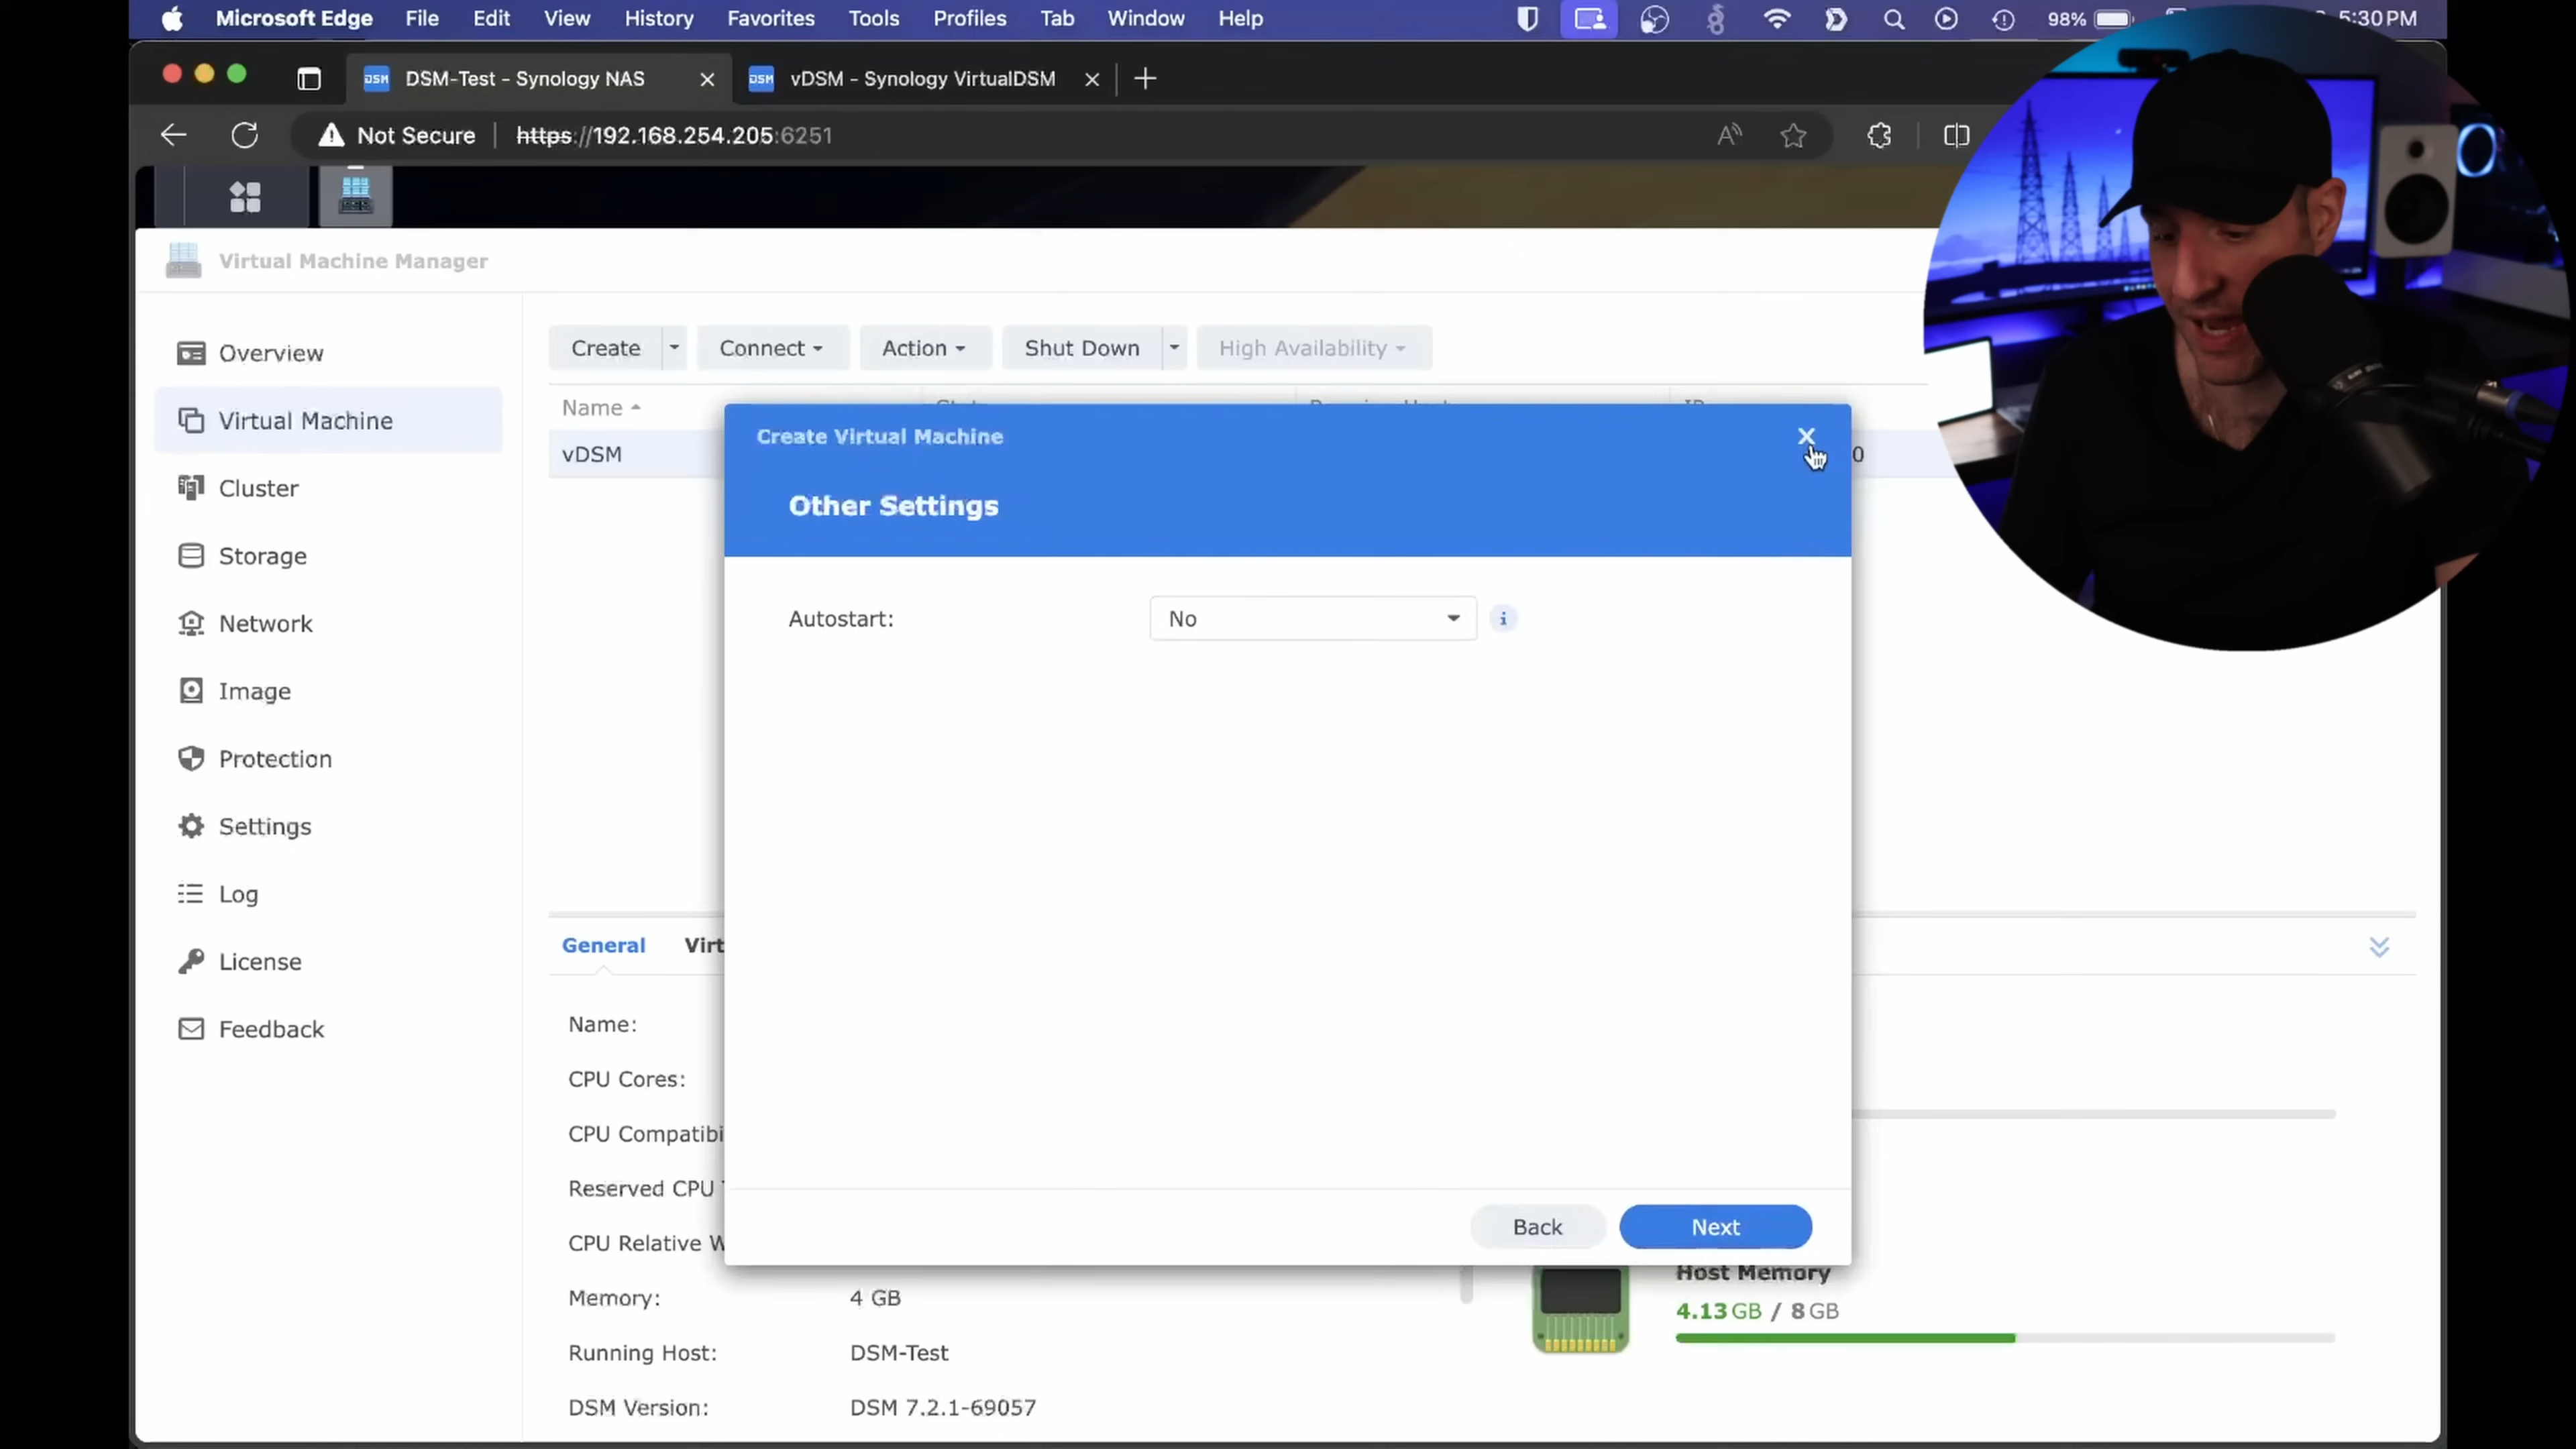 Microsoft Edge File Edit View History Favorites Tools Profiles Tab Window Help 98% 5:30 PM
DSM DSM-Test - Synology NAS DSM vDSM - Synology VirtualDSM
Not Secure https://192.168.254.205:6251
Virtual Machine Manager
Overview
Virtual Machine
Cluster
Storage
Network
Image
Protection
Settings
Log
License
Feedback
Create Connect Action Shut Down High Availability
Name
vDSM 0
Create Virtual Machine
Other Settings
Autostart: No
Back Next
General Virt
Name:
CPU Cores:
CPU Compatibi
Reserved CPU
CPU Relative W
Memory: 4 GB
Running Host: DSM-Test
DSM Version: DSM 7.2.1-69057
Host Memory
4.13 GB / 8 GB